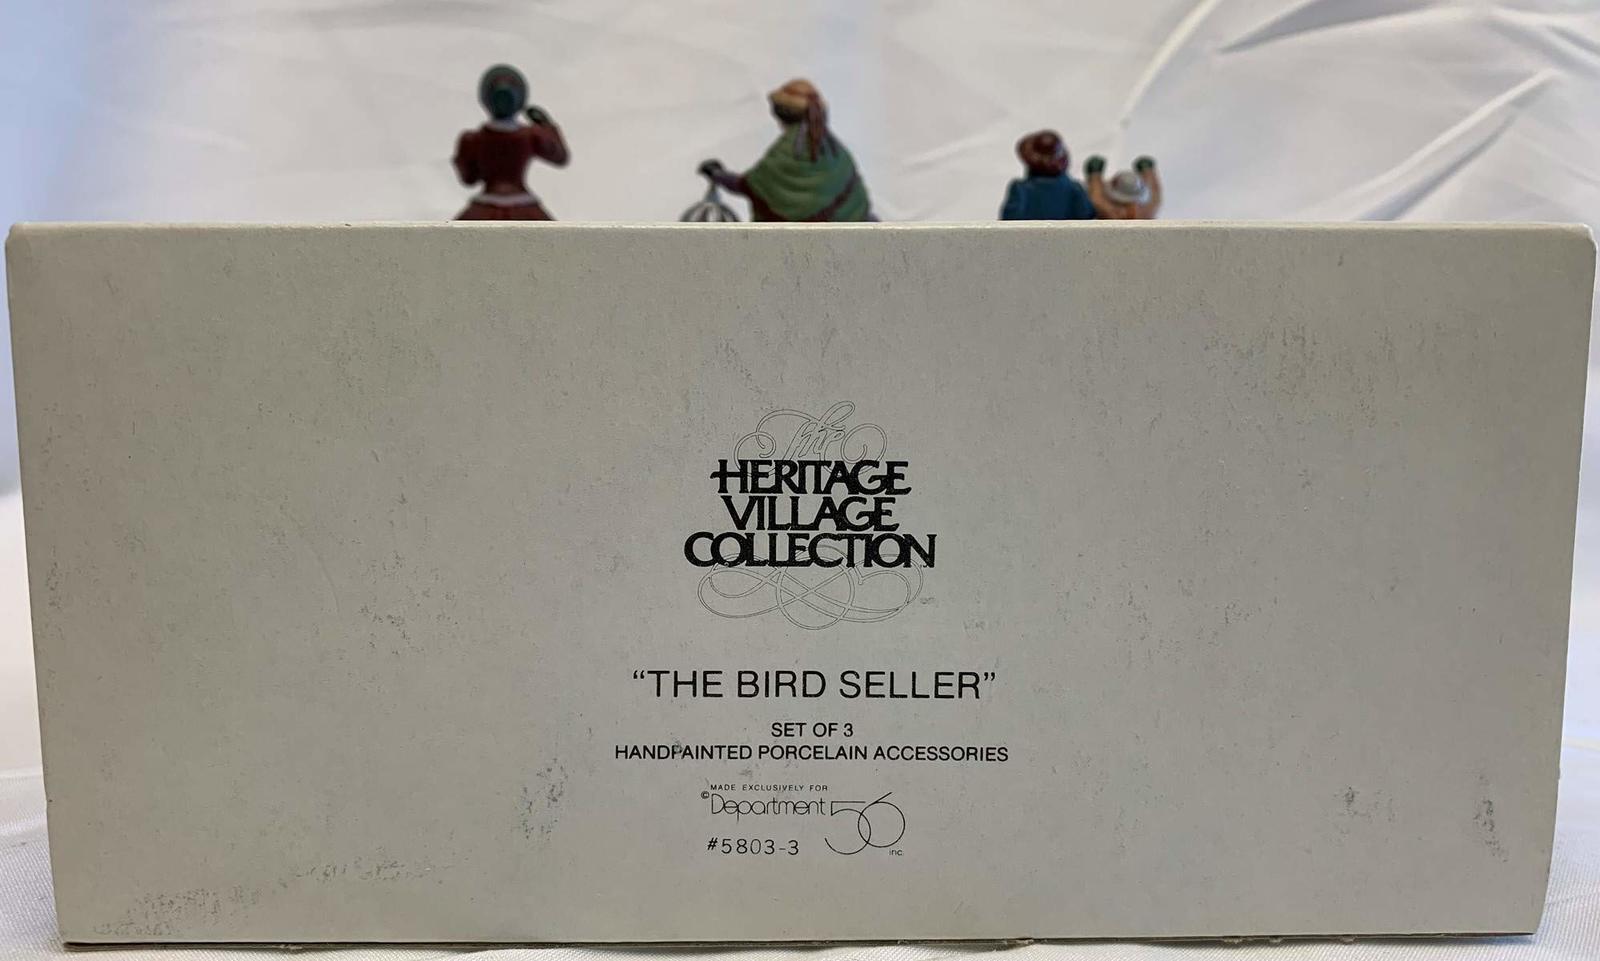 The
HERITAGE
VILLAGE
COLLECTION
“THE BIRD SELLER”
SET OF 3
HANDPAINTED PORCELAIN ACCESSORIES
MADE EXCLUSIVELY FOR
©Department 56 inc.
#5803-3